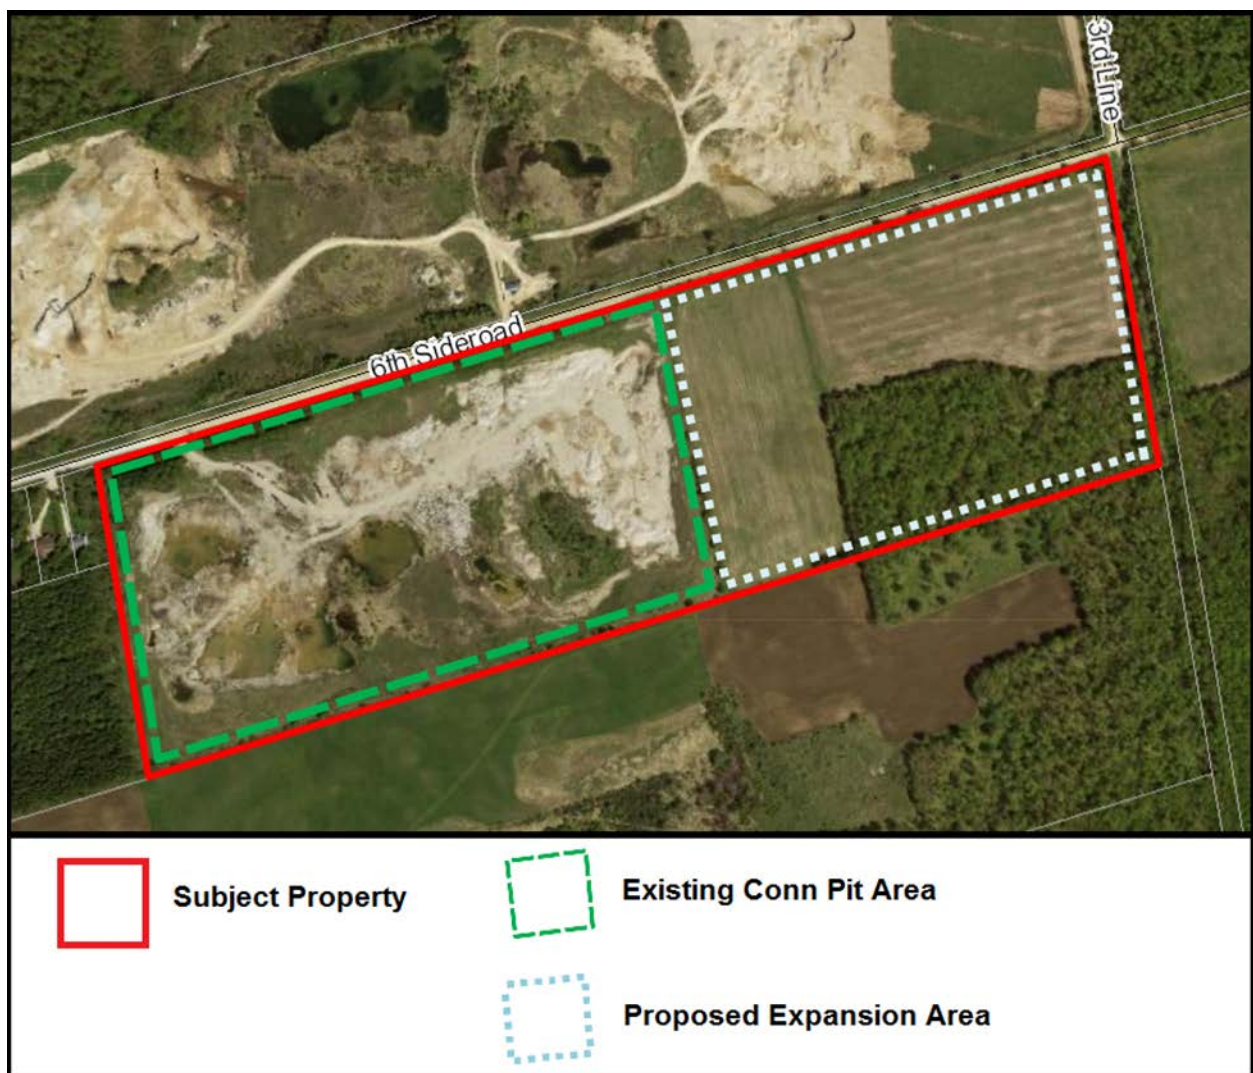 3rd Line
6th Sideroad
Subject Property
Existing Conn Pit Area
Proposed Expansion Area